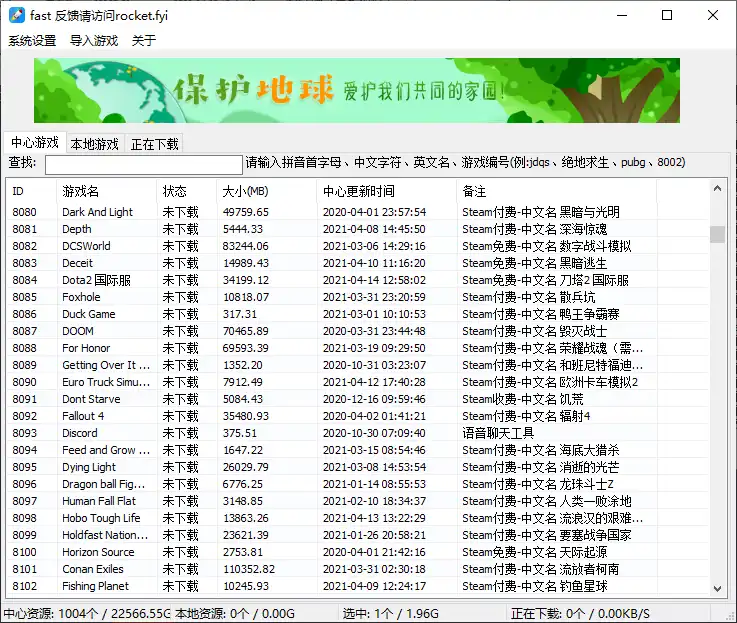 fast 反馈请访问rocket.fyi
系统设置 导入游戏 关于
保护地球 爱护我们共同的家园!
中心游戏 本地游戏 正在下载
查找: 请输入拼音首字母、中文字符、英文名、游戏编号(例:jdqs、绝地求生、pubg、8002)
ID 游戏名 状态 大小(MB) 中心更新时间 备注
8080 Dark And Light 未下载 49759.65 2020-04-01 23:57:54 Steam付费-中文名 黑暗与光明
8081 Depth 未下载 5444.33 2021-04-08 14:45:50 Steam付费-中文名 深海惊魂
8082 DCSWorld 未下载 83244.06 2021-03-06 14:29:16 Steam免费-中文名 数字战斗模拟
8083 Deceit 未下载 14989.43 2021-04-10 11:16:20 Steam免费-中文名 黑暗逃生
8084 Dota2 国际服 未下载 34199.12 2021-04-14 12:58:02 Steam免费-中文名 刀塔2 国际服
8085 Foxhole 未下载 10818.07 2021-03-31 23:20:59 Steam付费-中文名 散兵坑
8086 Duck Game 未下载 317.31 2021-03-01 10:10:53 Steam付费-中文名 鸭王争霸赛
8087 DOOM 未下载 70465.89 2020-03-31 23:44:48 Steam付费-中文名 毁灭战士
8088 For Honor 未下载 69593.39 2021-03-19 09:29:50 Steam付费-中文名 荣耀战魂（需...
8089 Getting Over It ... 未下载 1352.20 2020-10-31 03:23:07 Steam付费-中文名 和班尼特福迪...
8090 Euro Truck Simu... 未下载 7912.49 2021-04-12 17:40:28 Steam付费-中文名 欧洲卡车模拟2
8091 Dont Starve 未下载 5084.43 2020-12-16 09:59:46 Steam收费-中文名 饥荒
8092 Fallout 4 未下载 35480.93 2020-04-02 01:41:21 Steam付费-中文名 辐射4
8093 Discord 未下载 375.51 2020-10-30 07:09:40 语音聊天工具
8094 Feed and Grow ... 未下载 1647.22 2021-03-15 08:54:46 Steam付费-中文名 海底大猎杀
8095 Dying Light 未下载 26029.79 2021-03-08 14:53:54 Steam付费-中文名 消逝的光芒
8096 Dragon ball Fig... 未下载 6776.25 2021-01-14 08:55:53 Steam付费-中文名 龙珠斗士Z
8097 Human Fall Flat 未下载 3148.85 2021-02-10 18:34:37 Steam付费-中文名 人类一败涂地
8098 Hobo Tough Life 未下载 13863.26 2021-04-13 13:22:29 Steam付费-中文名 流浪汉的艰难...
8099 Holdfast Nation... 未下载 23621.39 2021-01-26 20:58:21 Steam付费-中文名 要塞战争国家
8100 Horizon Source 未下载 2753.81 2020-04-01 21:42:16 Steam免费-中文名 天际起源
8101 Conan Exiles 未下载 110352.82 2021-03-31 02:30:18 Steam付费-中文名 流放者柯南
8102 Fishing Planet 未下载 10245.93 2021-04-09 12:24:17 Steam付费-中文名 钓鱼星球
中心资源: 1004个 / 22566.55G 本地资源: 0个 / 0.00G 选中: 1个 / 1.96G 正在下载: 0个 / 0.00KB/S